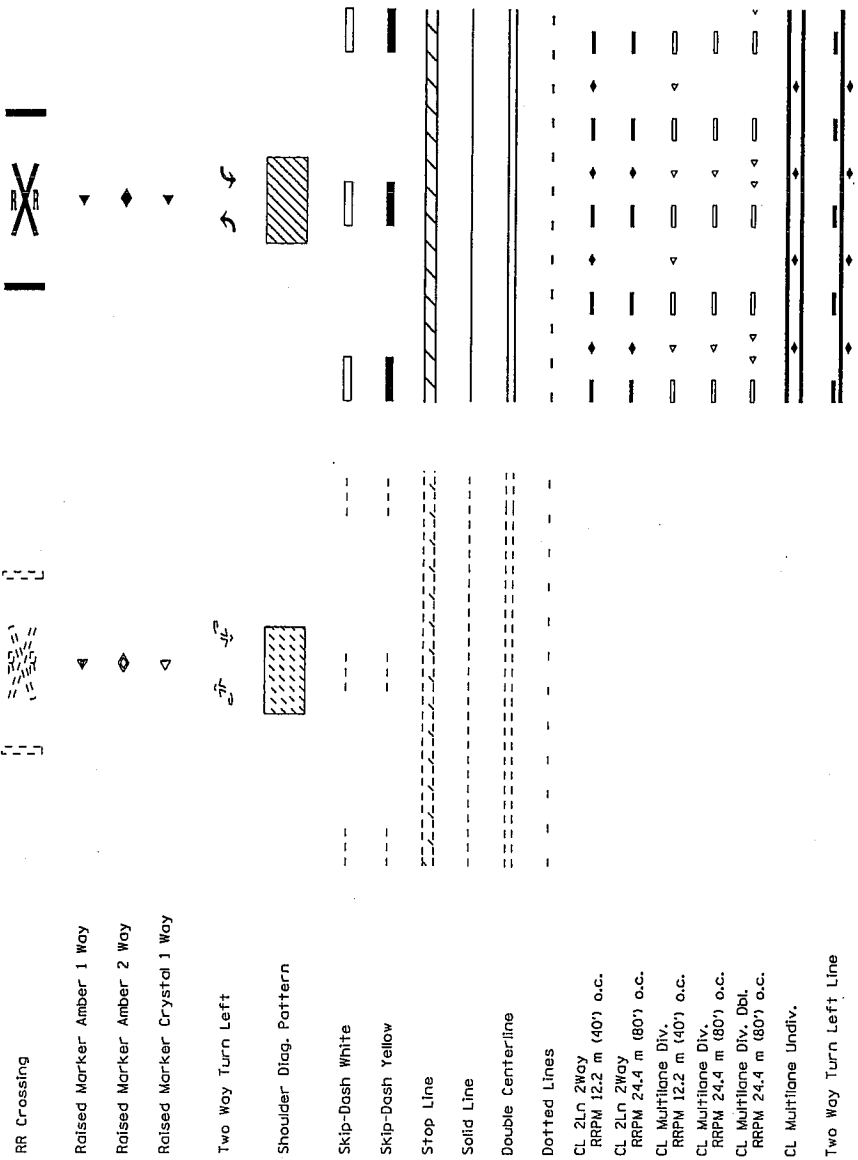 RR Crossing
R
R
Raised Marker Amber 1 Way
Raised Marker Amber 2 Way
Raised Marker Crystal 1 Way
Two Way Turn Left
Shoulder Diag. Pattern
Skip-Dash White
Skip-Dash Yellow
Stop Line
Solid Line
Double Centerline
Dotted Lines
CL 2Ln 2Way
RRPM 12.2 m (40') o.c.
CL 2Ln 2Way
RRPM 24.4 m (80') o.c.
CL Multilane Div.
RRPM 12.2 m (40') o.c.
CL Multilane Div.
RRPM 24.4 m (80') o.c.
CL Multilane Div. Dbl.
RRPM 24.4 m (80') o.c.
CL Multilane Undiv.
Two Way Turn Left Line